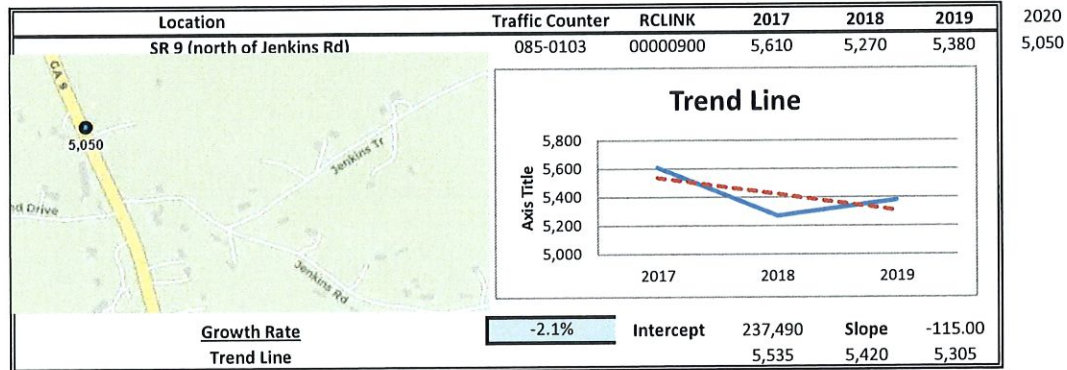 Location Traffic Counter RCLINK 2017 2018 2019 2020
SR 9 (north of Jenkins Rd) 085-0103 00000900 5,610 5,270 5,380 5,050
GA 9
5,050
Jenkins Tr
nd Drive
Jenkins Rd
Trend Line
Axis Title
5,800
5,600
5,400
5,200
5,000
2017 2018 2019
Growth Rate -2.1% Intercept 237,490 Slope -115.00
Trend Line 5,535 5,420 5,305